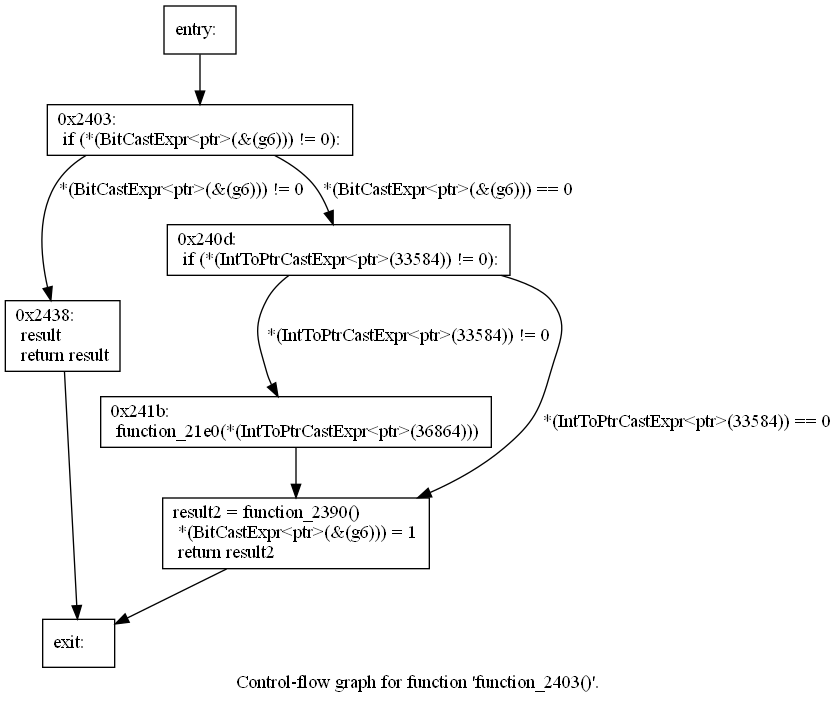 entry:
0x2403:
if (*(BitCastExpr<ptr>(&(g6))) != 0):
*(BitCastExpr<ptr>(&(g6))) != 0
*(BitCastExpr<ptr>(&(g6))) == 0
0x240d:
if (*(IntToPtrCastExpr<ptr>(33584)) != 0):
0x2438:
result
return result
*(IntToPtrCastExpr<ptr>(33584)) != 0
0x241b:
function_21e0(*(IntToPtrCastExpr<ptr>(36864)))
*(IntToPtrCastExpr<ptr>(33584)) == 0
result2 = function_2390()
*(BitCastExpr<ptr>(&(g6))) = 1
return result2
exit:
Control-flow graph for function 'function_2403()'.